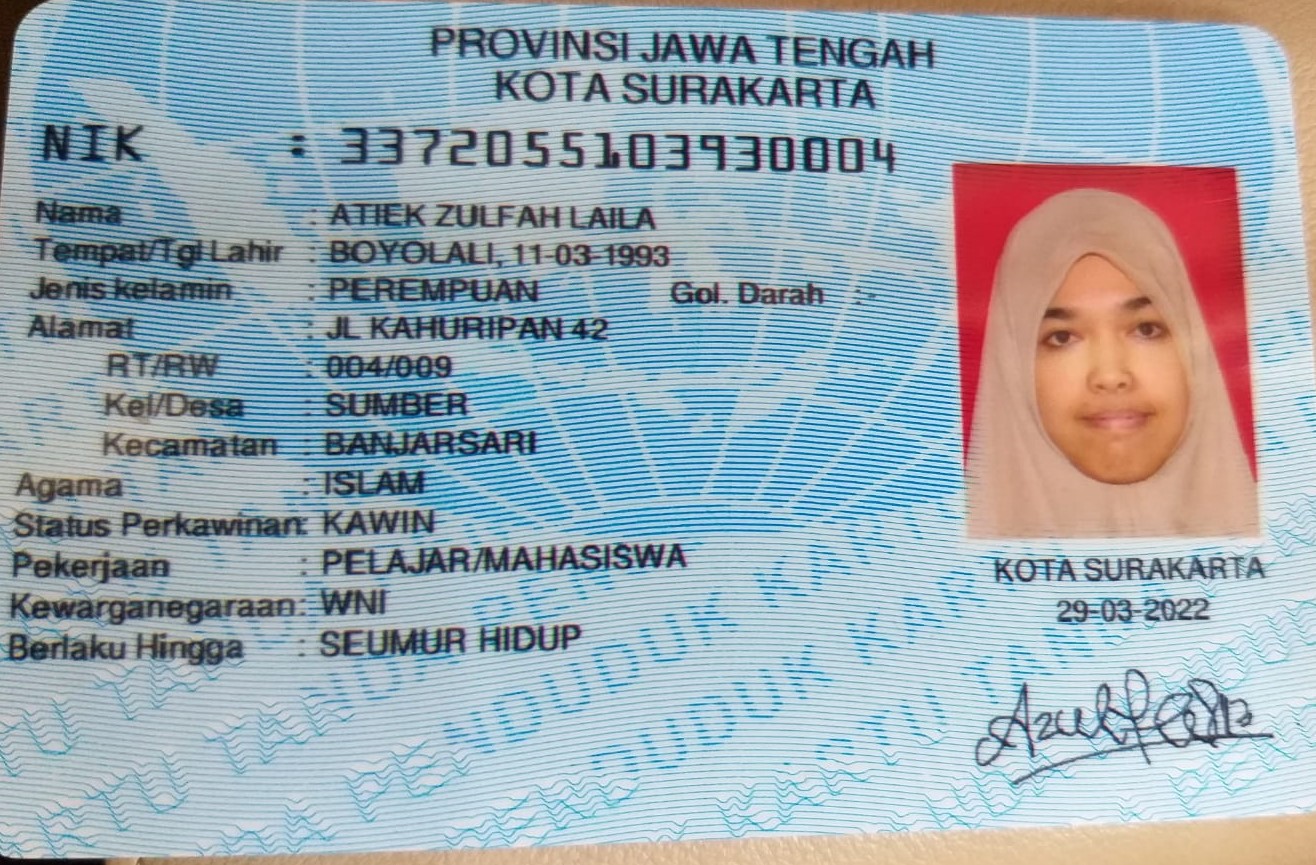 PROVINSI JAWA TENGAH
KOTA SURAKARTA
NIK : 3372055103930004
Nama : ATIEK ZULFAH LAILA
Tempat/Tgl Lahir : BOYOLALI, 11-03-1993
Jenis kelamin : PEREMPUAN Gol. Darah : -
Alamat : JL KAHURIPAN 42
RT/RW : 004/009
Kel/Desa : SUMBER
Kecamatan : BANJARSARI
Agama : ISLAM
Status Perkawinan: KAWIN
Pekerjaan : PELAJAR/MAHASISWA
Kewarganegaraan: WNI
Berlaku Hingga : SEUMUR HIDUP
KOTA SURAKARTA
29-03-2022